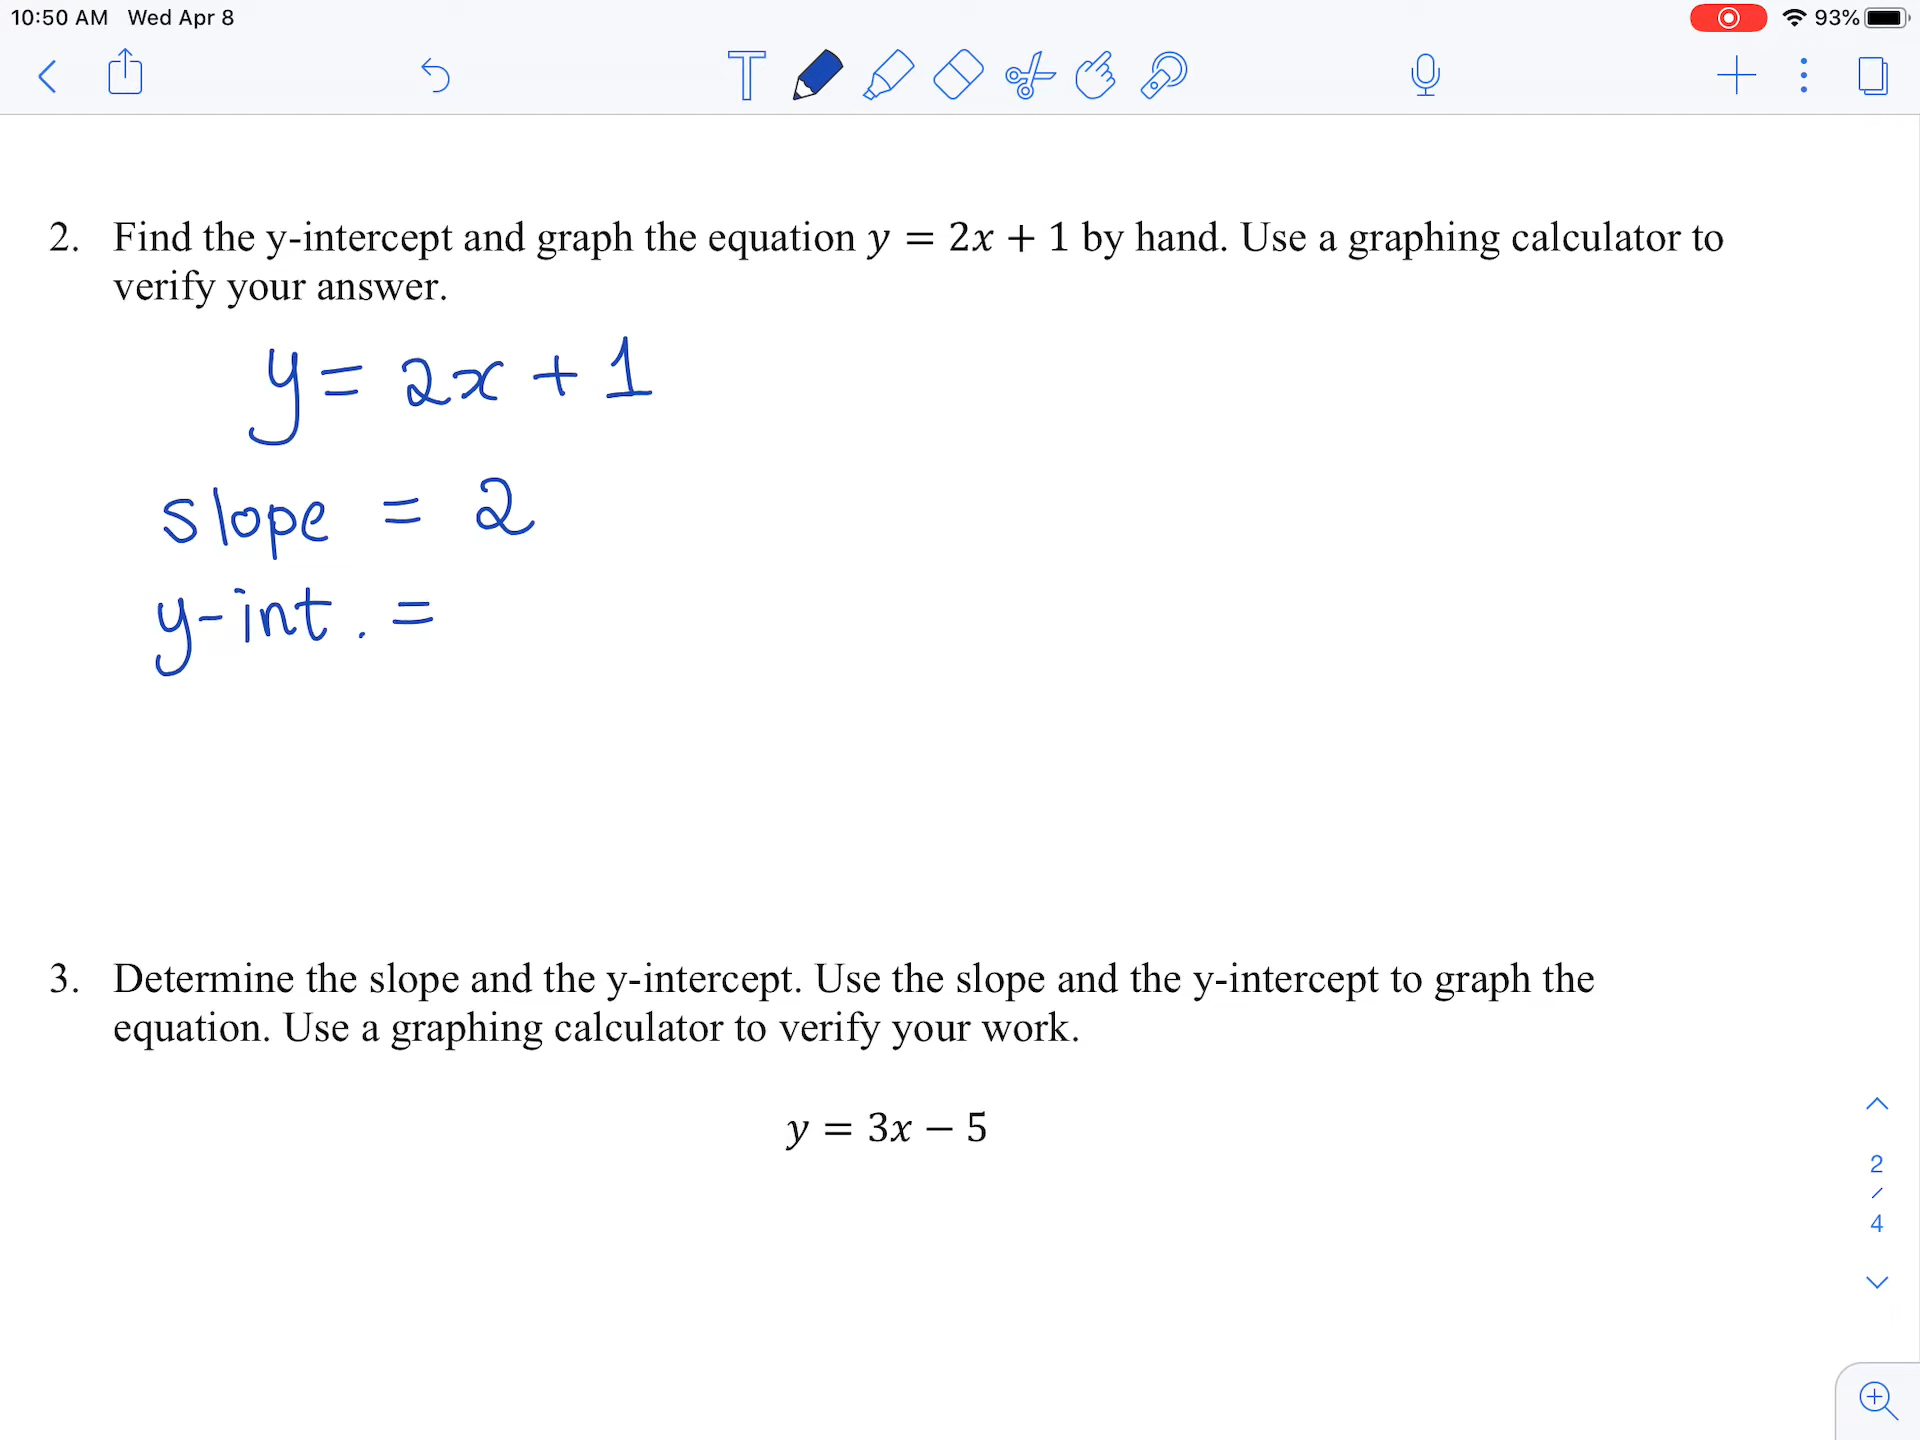 10:50 AM Wed Apr 8
93%
T
2. Find the y-intercept and graph the equation y = 2x + 1 by hand. Use a graphing calculator to
verify your answer.
y = 2x + 1
slope = 2
y-int. =
3. Determine the slope and the y-intercept. Use the slope and the y-intercept to graph the
equation. Use a graphing calculator to verify your work.
y = 3x − 5
2
/
4